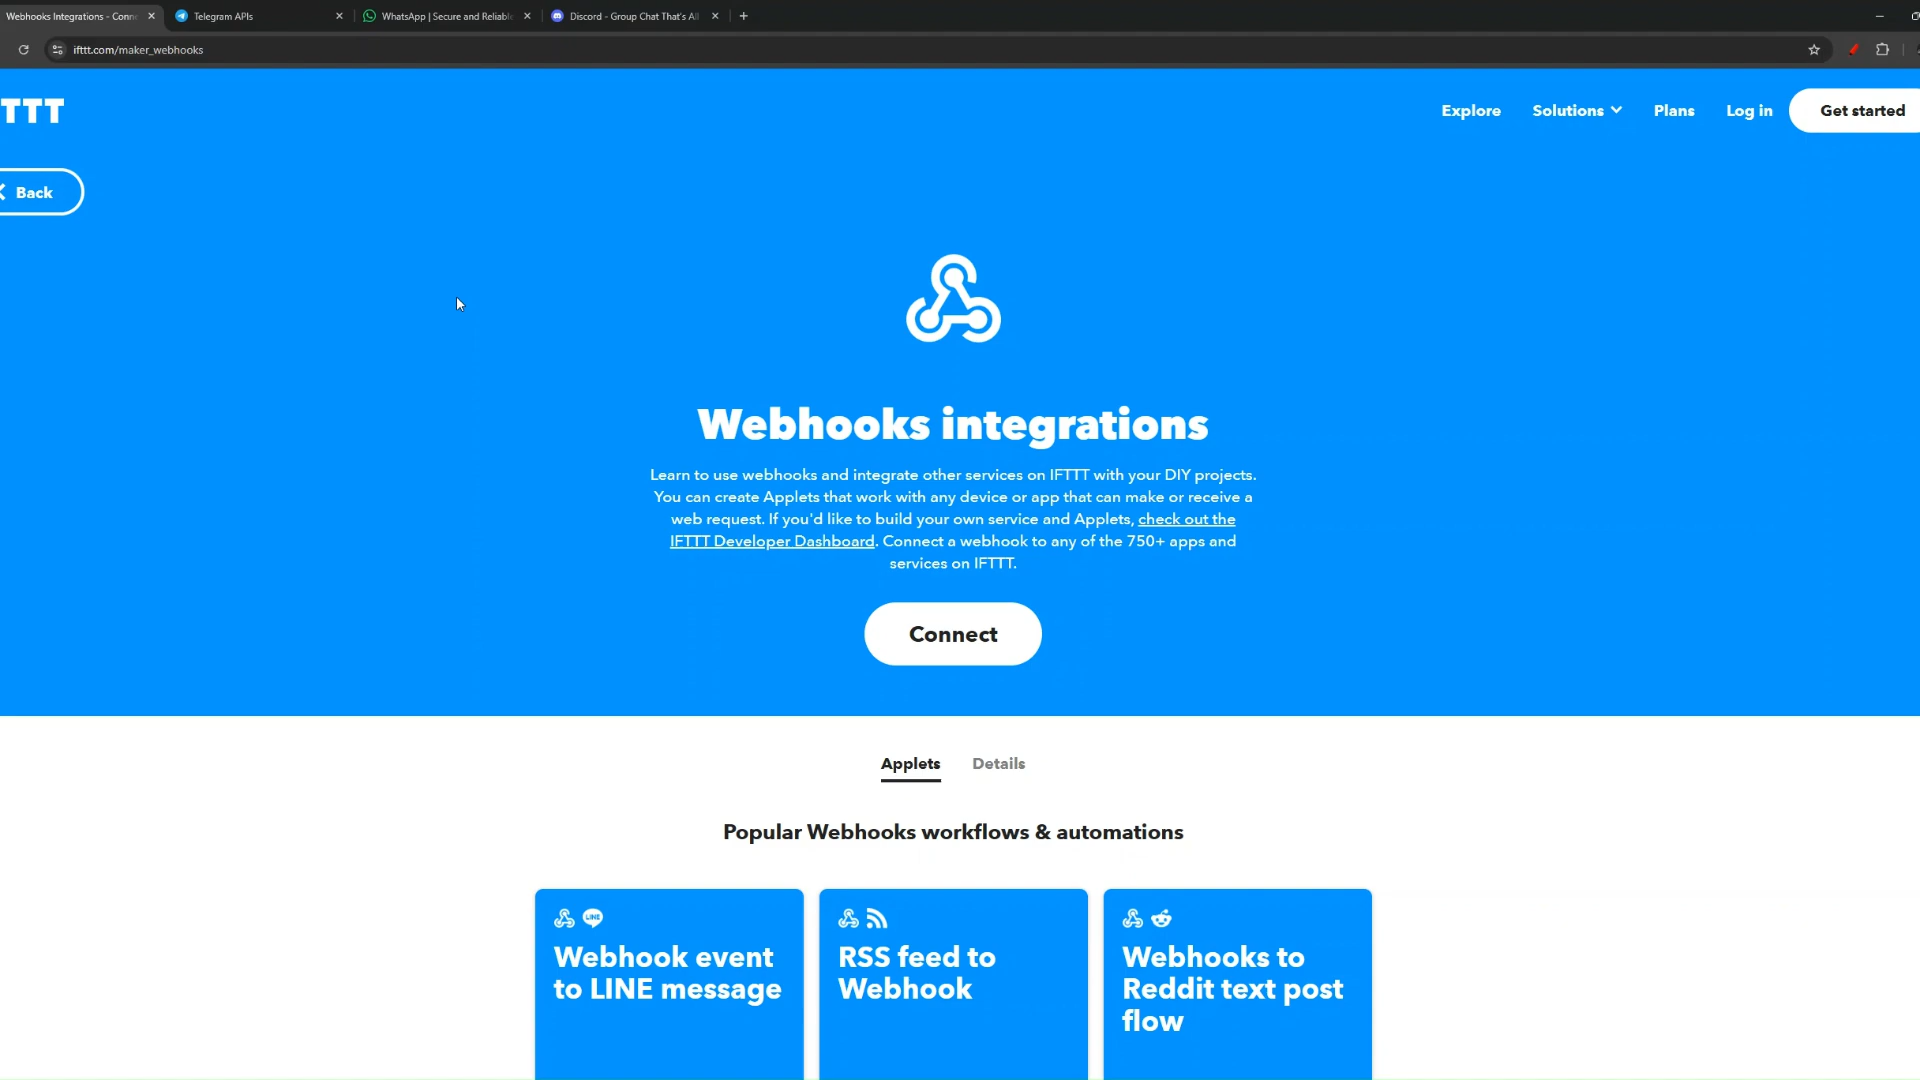 Webhooks Integrations - Conne
Telegram APIs
WhatsApp | Secure and Reliable
Discord - Group Chat That's All
ifttt.com/maker_webhooks
TTT
Explore
Solutions
Plans
Log in
Get started
Back
Webhooks integrations
Learn to use webhooks and integrate other services on IFTTT with your DIY projects.
You can create Applets that work with any device or app that can make or receive a
web request. If you'd like to build your own service and Applets, check out the
IFTTT Developer Dashboard. Connect a webhook to any of the 750+ apps and
services on IFTTT.
Connect
Applets
Details
Popular Webhooks workflows & automations
LINE
Webhook event
to LINE message
RSS feed to
Webhook
Webhooks to
Reddit text post
flow